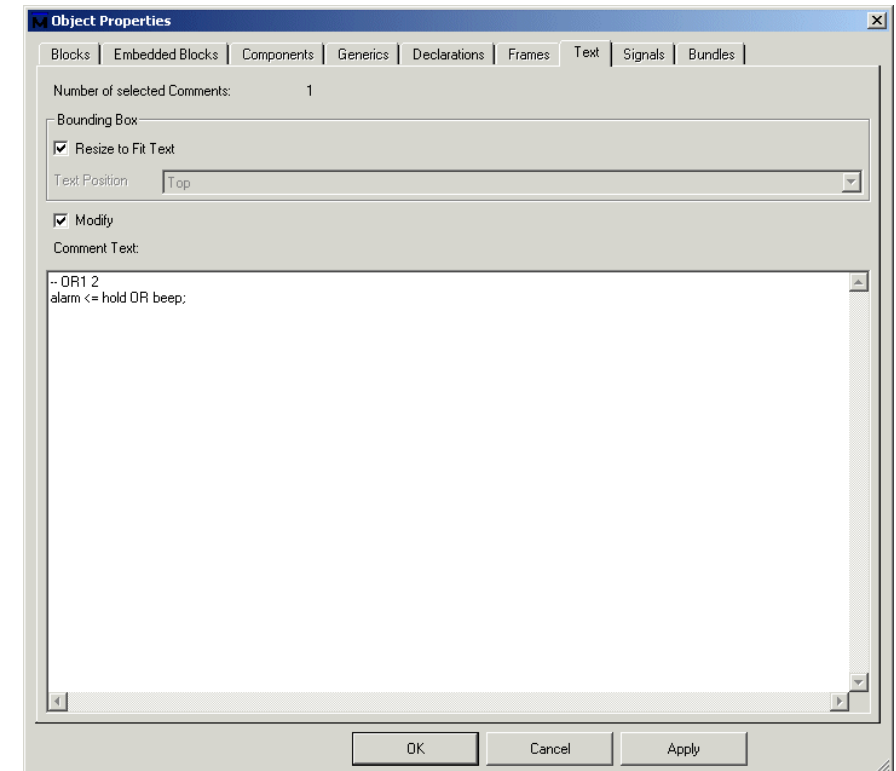 Object Properties
Blocks Embedded Blocks Components Generics Declarations Frames Text Signals Bundles
Number of selected Comments: 1
Bounding Box
Resize to Fit Text
Text Position Top
Modify
Comment Text:
-- OR1 2
alarm <= hold OR beep;
OK Cancel Apply